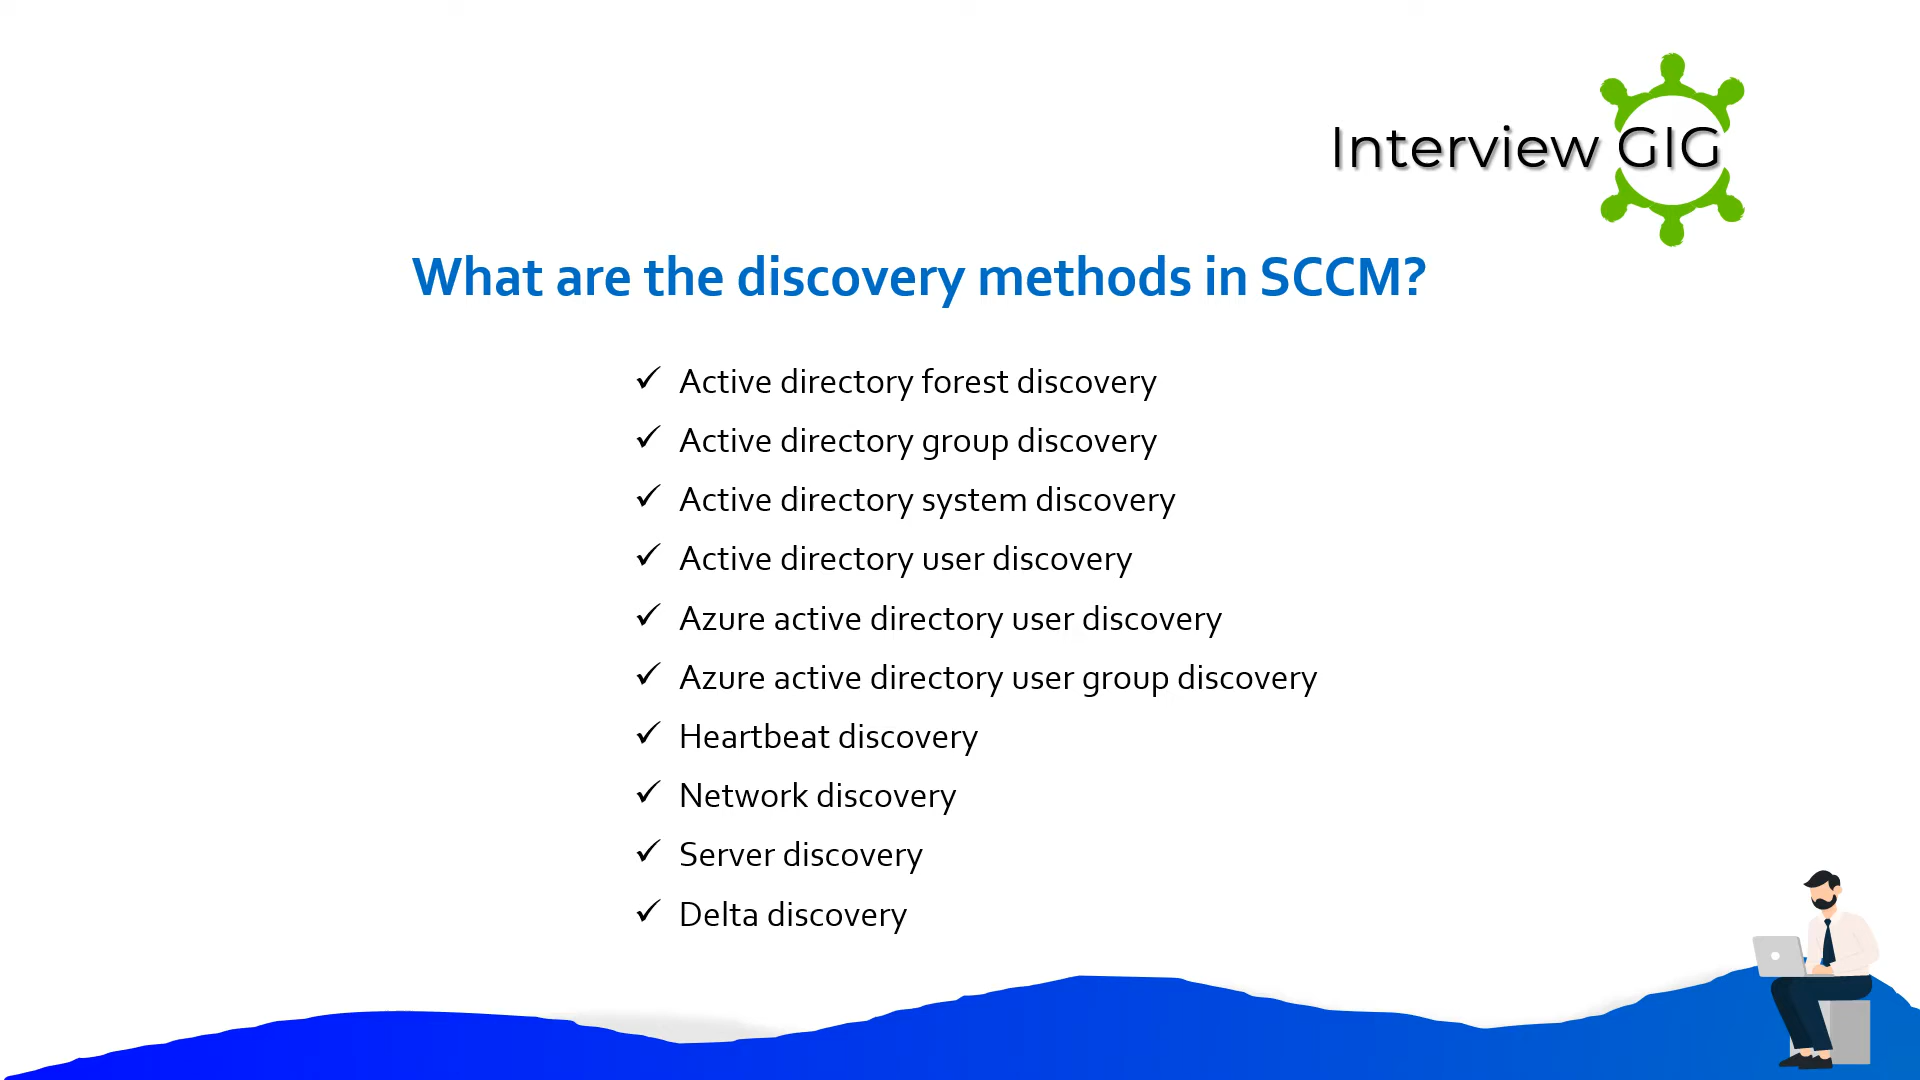 Interview GIG
What are the discovery methods in SCCM?
✓ Active directory forest discovery
✓ Active directory group discovery
✓ Active directory system discovery
✓ Active directory user discovery
✓ Azure active directory user discovery
✓ Azure active directory user group discovery
✓ Heartbeat discovery
✓ Network discovery
✓ Server discovery
✓ Delta discovery